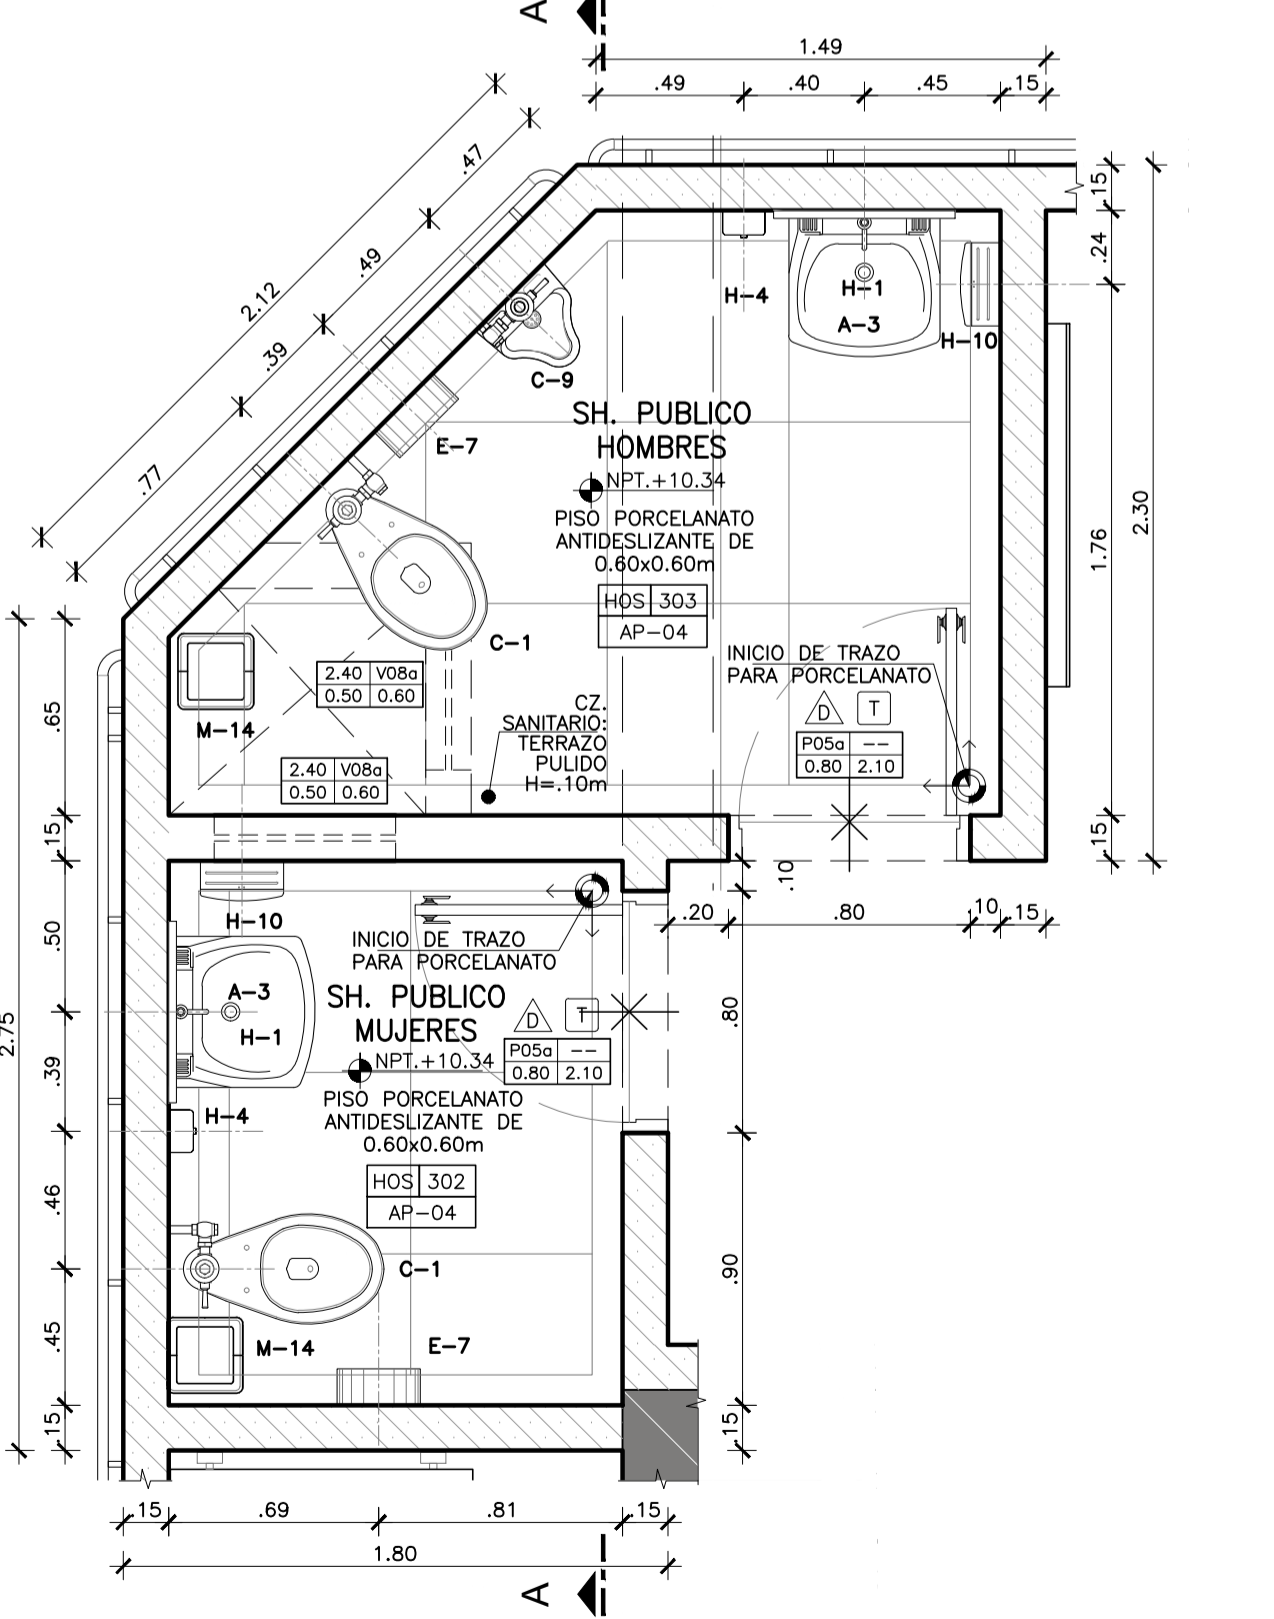 A
1.49
.49
.40
.45
.15
.47
.49
2.12
.39
.77
.15
.24
2.30
1.76
.15
H-4
H-1
A-3
H-10
C-9
E-7
SH. PUBLICO
HOMBRES
NPT.+10.34
PISO PORCELANATO
ANTIDESLIZANTE DE
0.60x0.60m
HOS 303
AP-04
C-1
INICIO DE TRAZO
PARA PORCELANATO
D T
P05a --
0.80 2.10
2.40 V08a
0.50 0.60
M-14
CZ.
SANITARIO:
TERRAZO
PULIDO
H=.10m
2.40 V08a
0.50 0.60
.65
.15
.50
2.75
.39
.46
.45
.15
.10
.20
.80
.10
.15
H-10
INICIO DE TRAZO
PARA PORCELANATO
A-3
H-1
SH. PUBLICO
MUJERES
D T
P05a --
0.80 2.10
NPT.+10.34
PISO PORCELANATO
ANTIDESLIZANTE DE
0.60x0.60m
H-4
HOS 302
AP-04
C-1
M-14
E-7
.80
.90
.15
.15
.69
.81
.15
1.80
A